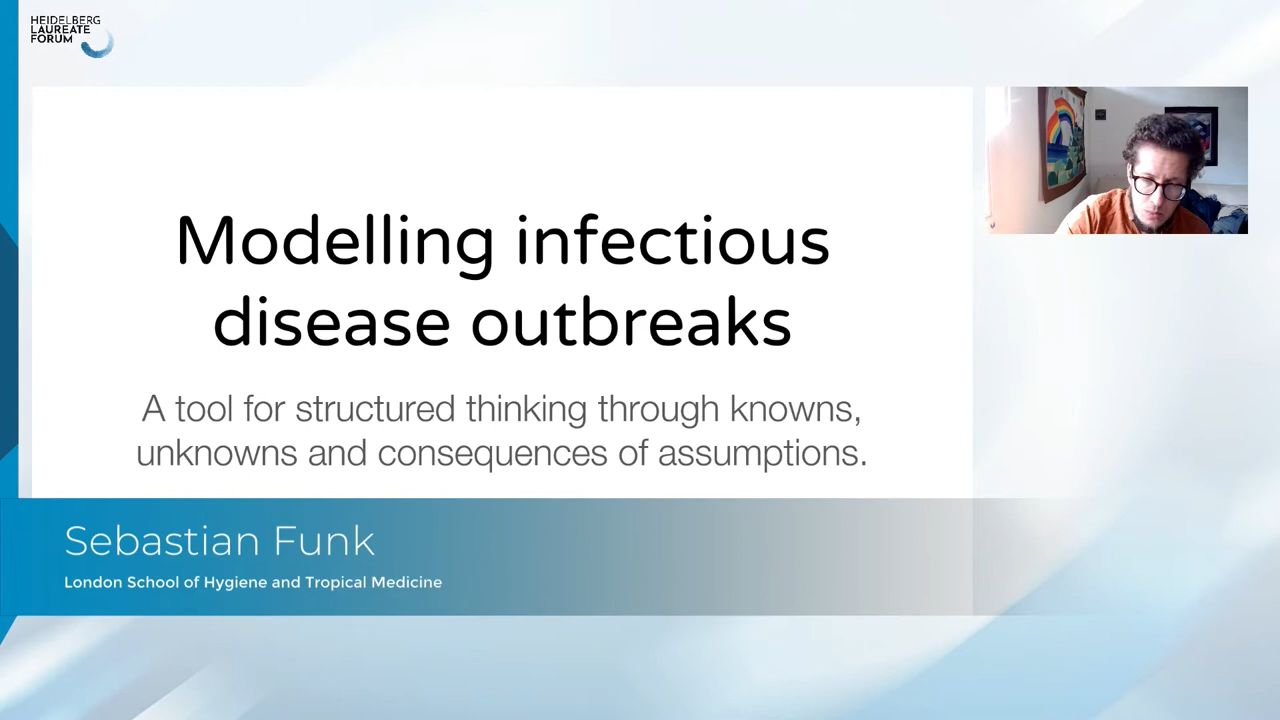 HEIDELBERG
LAUREATE
FORUM
Modelling infectious
disease outbreaks
A tool for structured thinking through knowns,
unknowns and consequences of assumptions.
Sebastian Funk
London School of Hygiene and Tropical Medicine